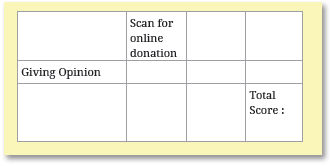 Scan for
online
donation
Giving Opinion
Total
Score :